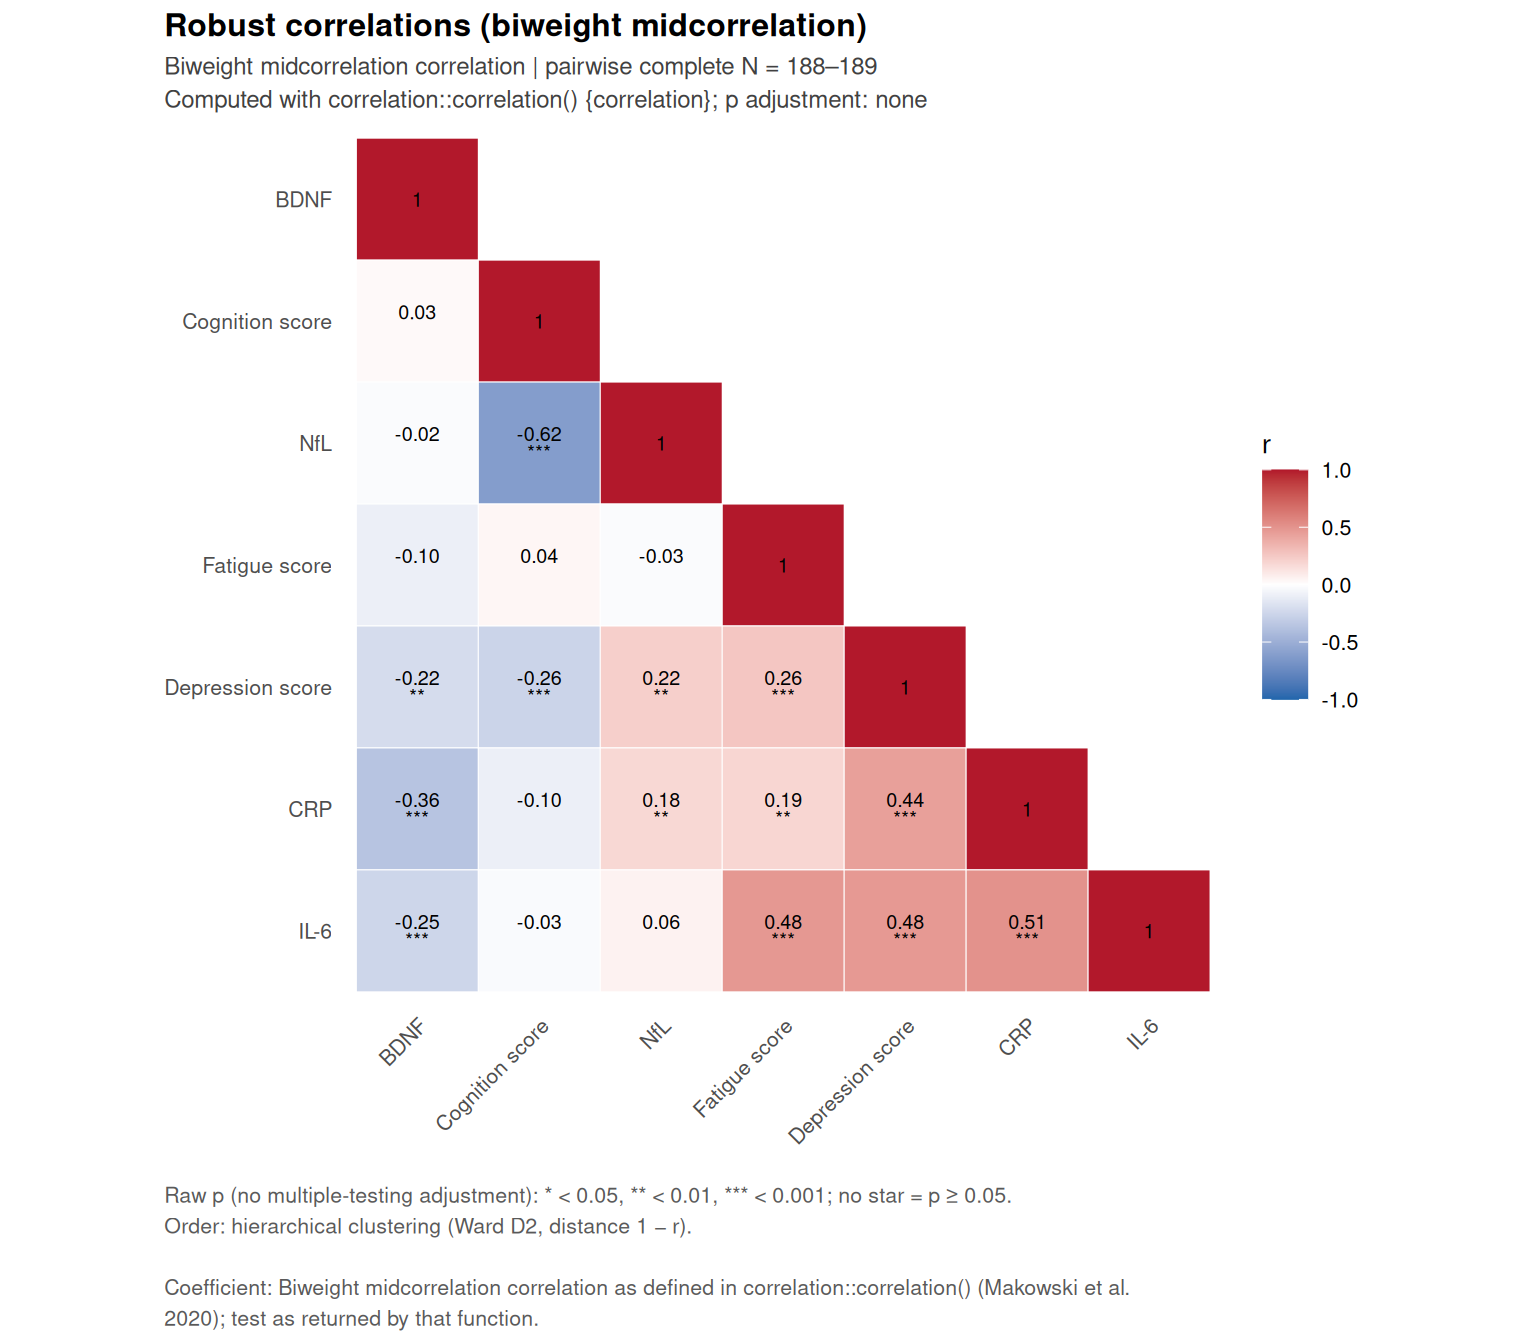 Robust correlations (biweight midcorrelation)
Biweight midcorrelation correlation | pairwise complete N = 188–189
Computed with correlation::correlation() {correlation}; p adjustment: none
BDNF
1
Cognition score
0.03
1
NfL
-0.02
-0.62
***
1
Fatigue score
-0.10
0.04
-0.03
1
Depression score
-0.22
**
-0.26
***
0.22
**
0.26
***
1
CRP
-0.36
***
-0.10
0.18
**
0.19
**
0.44
***
1
IL-6
-0.25
***
-0.03
0.06
0.48
***
0.48
***
0.51
***
1
BDNF
Cognition score
NfL
Fatigue score
Depression score
CRP
IL-6
r
1.0
0.5
0.0
-0.5
-1.0
Raw p (no multiple-testing adjustment): * < 0.05, ** < 0.01, *** < 0.001; no star = p ≥ 0.05.
Order: hierarchical clustering (Ward D2, distance 1 − r).
Coefficient: Biweight midcorrelation correlation as defined in correlation::correlation() (Makowski et al.
2020); test as returned by that function.